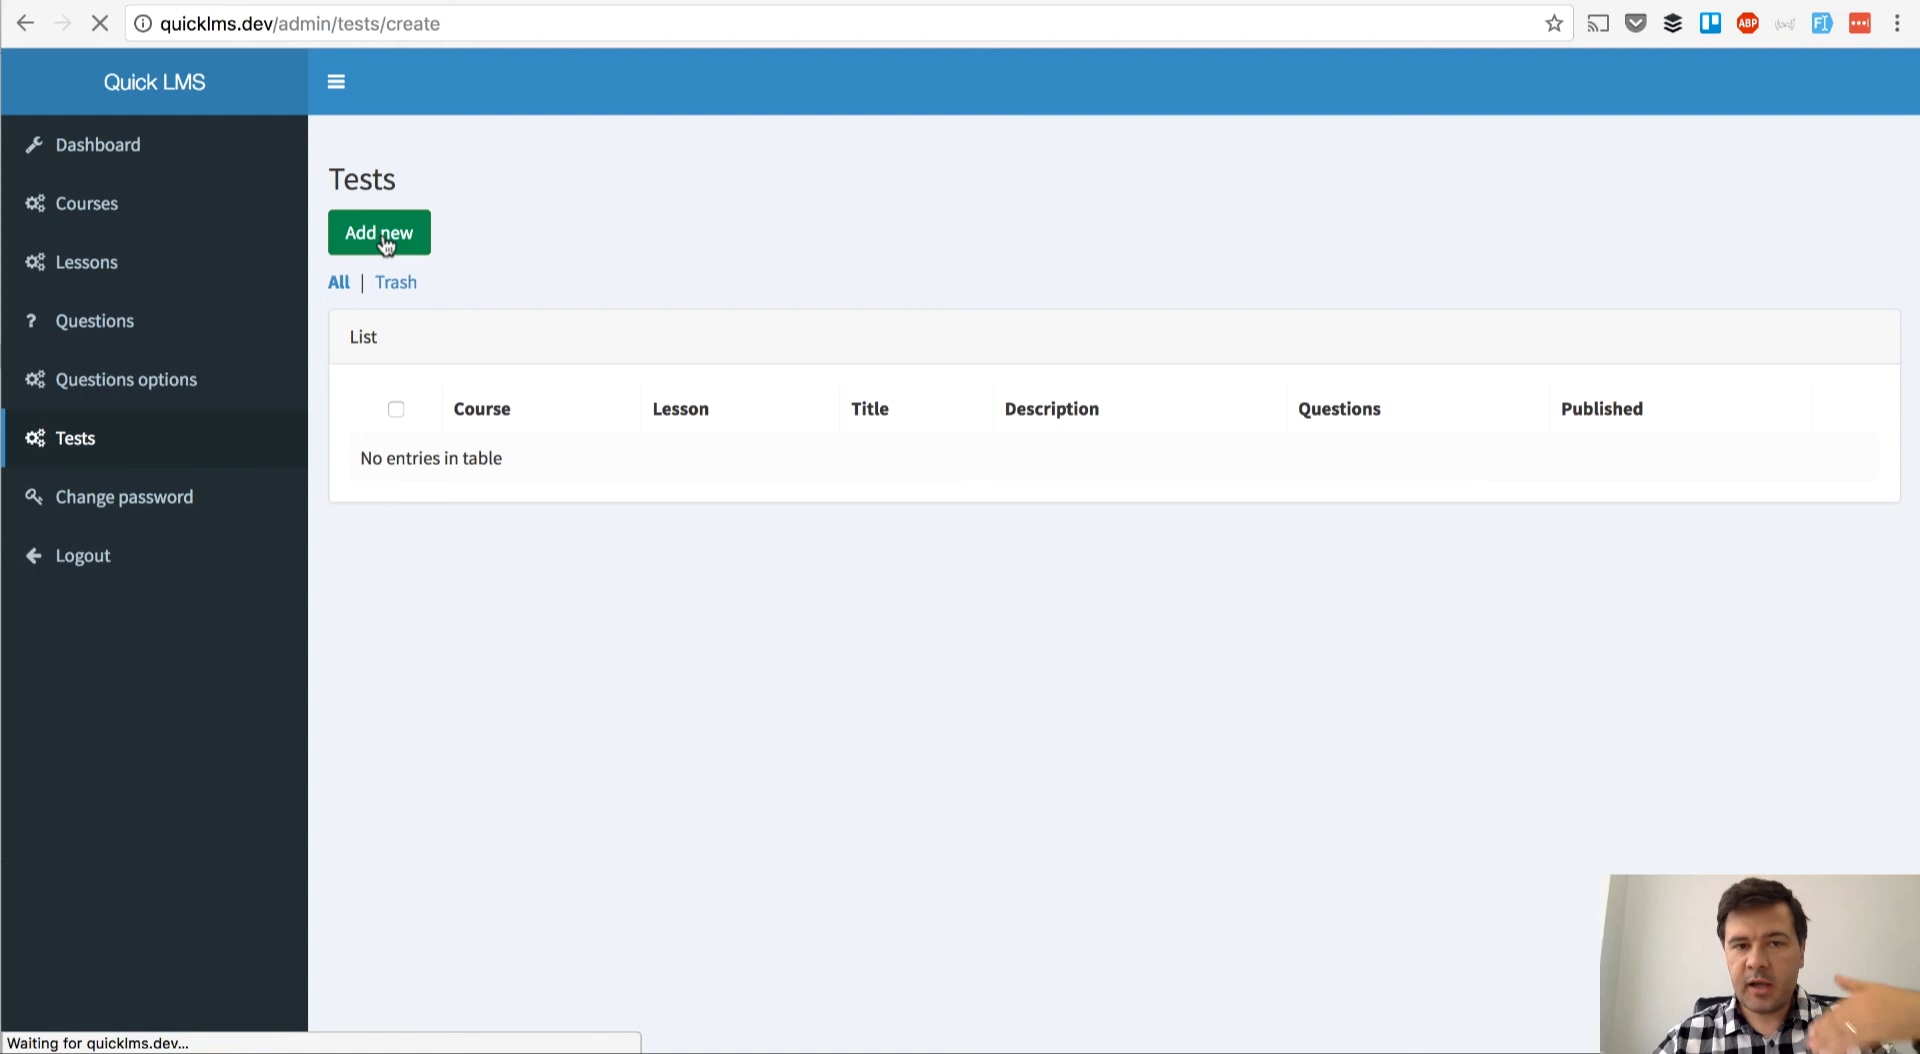 quicklms.dev/admin/tests/create
ABP
Quick LMS
Dashboard
Courses
Lessons
? Questions
Questions options
Tests
Change password
Logout
Tests
Add new
All | Trash
List
Course Lesson Title Description Questions Published
No entries in table
Waiting for quicklms.dev...